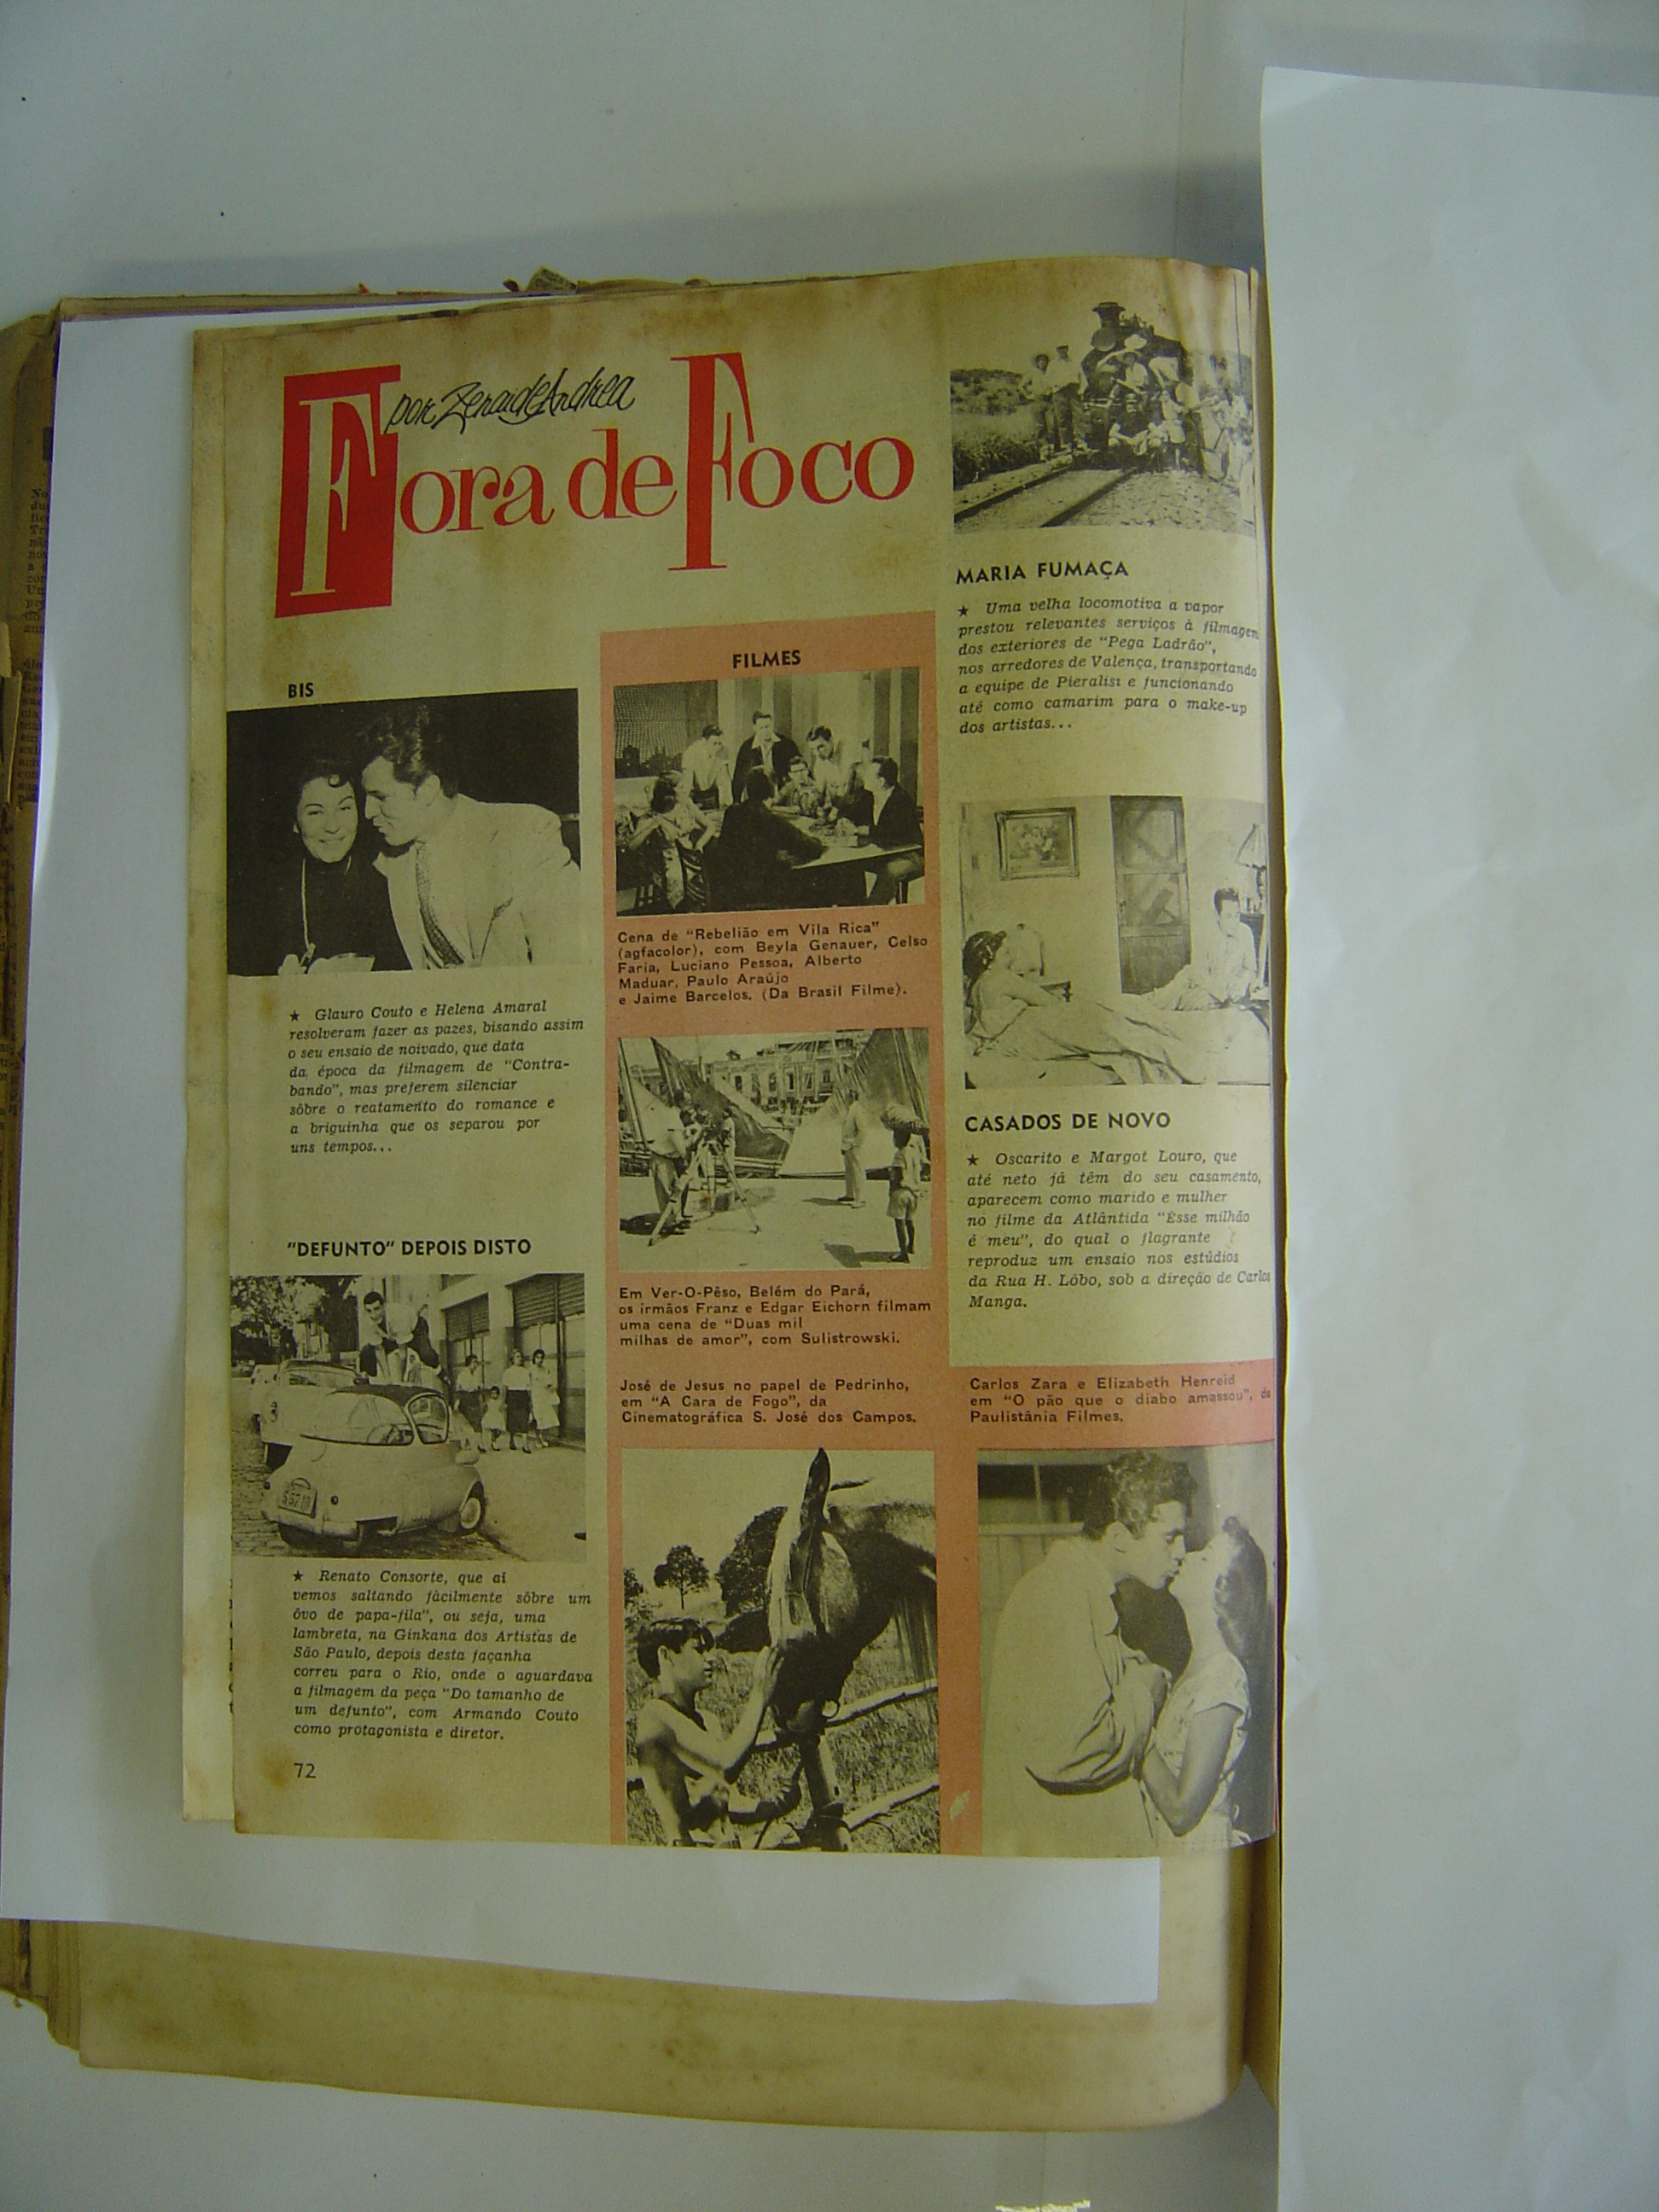 por Zenaide Andrea
Fora de Foco
BIS
★ Glauro Couto e Helena Amaral
resolveram fazer as pazes, bisando assim
o seu ensaio de noivado, que data
da época da filmagem de "Contra-
bando", mas preferem silenciar
sôbre o reatamento do romance e
a briguinha que os separou por
uns tempos...
"DEFUNTO" DEPOIS DISTO
★ Renato Consorte, que aí
vemos saltando fàcilmente sôbre um
ôvo de papa-fila", ou seja, uma
lambreta, na Ginkana dos Artistas de
São Paulo, depois desta façanha
correu para o Rio, onde o aguardava
a filmagem da peça "Do tamanho de
um defunto", com Armando Couto
como protagonista e diretor.
72
FILMES
Cena de "Rebelião em Vila Rica"
(agfacolor), com Beyla Genauer, Celso
Faria, Luciano Pessoa, Alberto
Maduar, Paulo Araújo
e Jaime Barcelos. (Da Brasil Filme).
Em Ver-O-Pêso, Belém do Pará,
os irmãos Franz e Edgar Eichorn filmam
uma cena de "Duas mil
milhas de amor", com Sulistrowski.
José de Jesus no papel de Pedrinho,
em "A Cara de Fogo", da
Cinematográfica S. José dos Campos.
MARIA FUMAÇA
★ Uma velha locomotiva a vapor
prestou relevantes serviços à filmagem
dos exteriores de "Pega Ladrão",
nos arredores de Valença, transportando
a equipe de Pieralisi e funcionando
até como camarim para o make-up
dos artistas...
CASADOS DE NOVO
★ Oscarito e Margot Louro, que
até neto já têm do seu casamento,
aparecem como marido e mulher
no filme da Atlântida "Êsse milhão
é meu", do qual o flagrante
reproduz um ensaio nos estúdios
da Rua H. Lôbo, sob a direção de Carlos
Manga.
Carlos Zara e Elizabeth Henreid
em "O pão que o diabo amassou", da
Paulistânia Filmes.